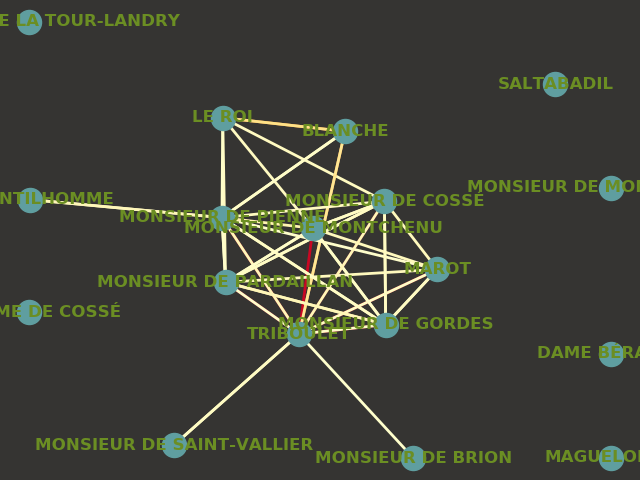 E LA TOUR-LANDRY
SALTABADIL
LE ROI
BLANCHE
MONSIEUR DE MO
NTILHOMME
MONSIEUR DE COSSÉ
MONSIEUR DE PIENNE
MONSIEUR DE MONTCHENU
MAROT
MONSIEUR DE PARDAILLAN
ME DE COSSÉ
MONSIEUR DE GORDES
TRIBOULET
DAME BÉRA
MONSIEUR DE SAINT-VALLIER
MONSIEUR DE BRION
MAGUELO